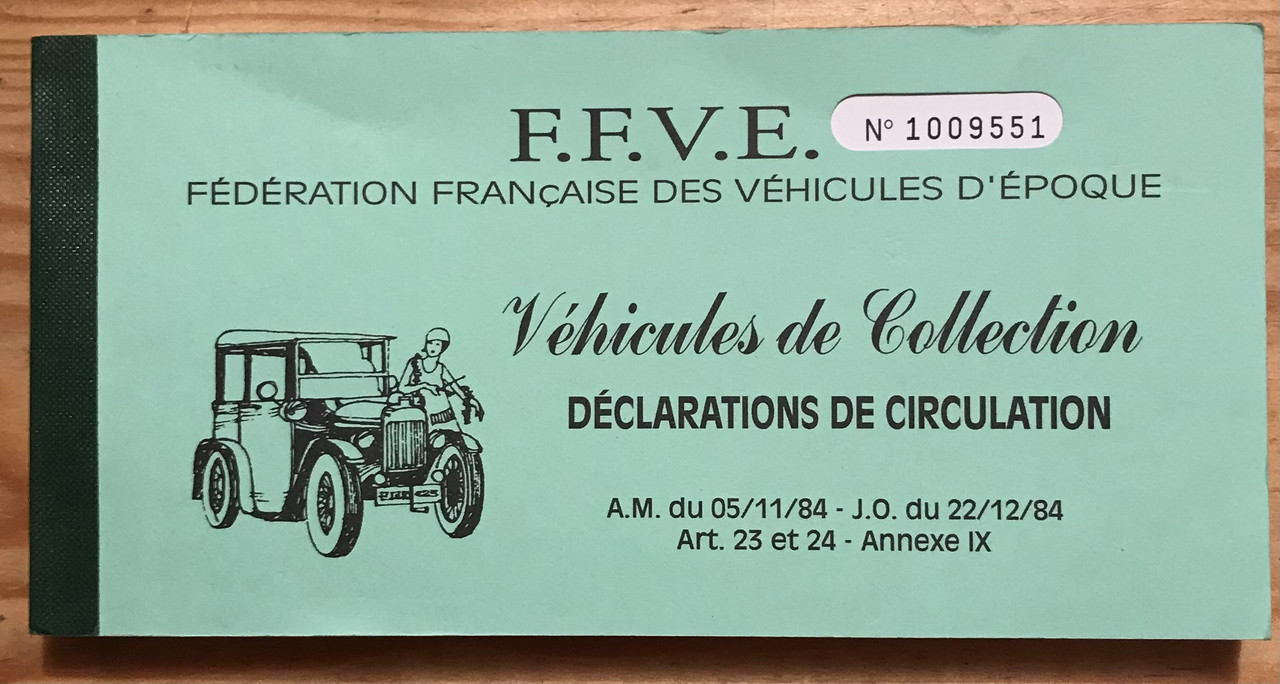 F.F.V.E.
N° 1009551
FÉDÉRATION FRANçAISE DES VÉHICULES D'ÉPOQUE
Véhicules de Collection
DÉCLARATIONS DE CIRCULATION
A.M. du 05/11/84 - J.O. du 22/12/84
Art. 23 et 24 - Annexe IX